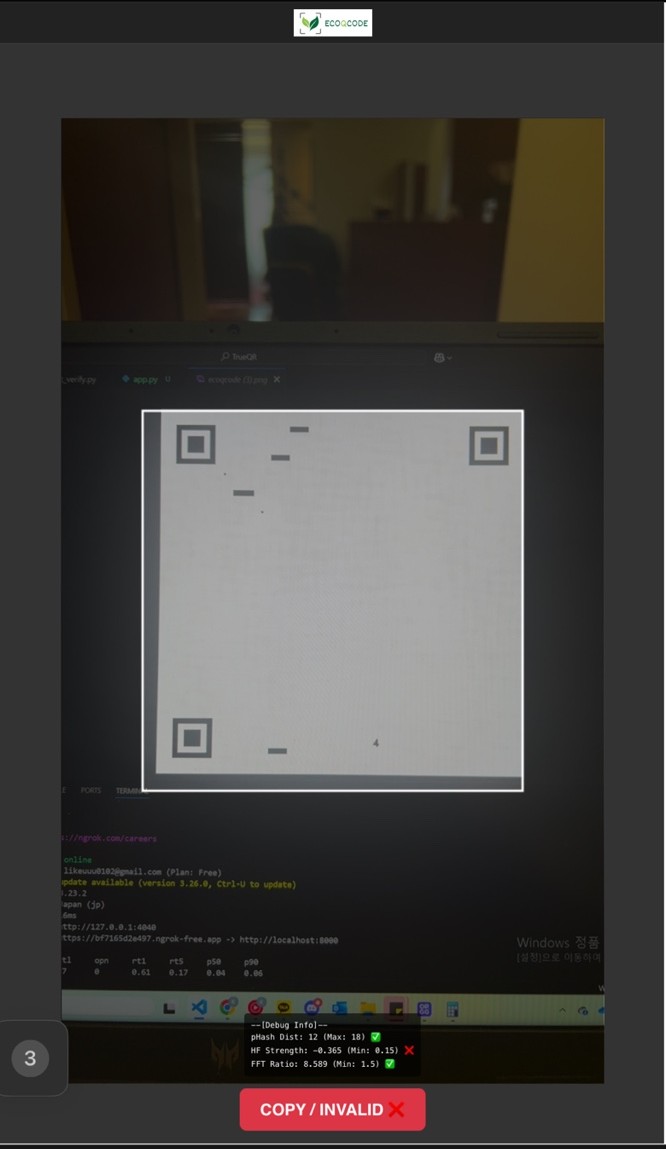 ECOQCODE
TrueQR
_verify.py app.py U ecoqcode (3).png
4
E PORTS TERMINAL
s://ngrok.com/careers
online
likeuuu0102@gmail.com (Plan: Free)
update available (version 3.26.0, Ctrl-U to update)
3.23.2
apan (jp)
6ms
ttp://127.0.0.1:4040
ttps://bf7165d2e497.ngrok-free.app -> http://localhost:8000
tl opn rt1 rt5 p50 p90
7 0 0.61 0.17 0.04 0.06
Windows 정품
[설정]으로 이동하여
--[Debug Info]--
pHash Dist: 12 (Max: 18) ✅
HF Strength: -0.365 (Min: 0.15) ❌
FFT Ratio: 8.589 (Min: 1.5) ✅
3
COPY / INVALID ❌